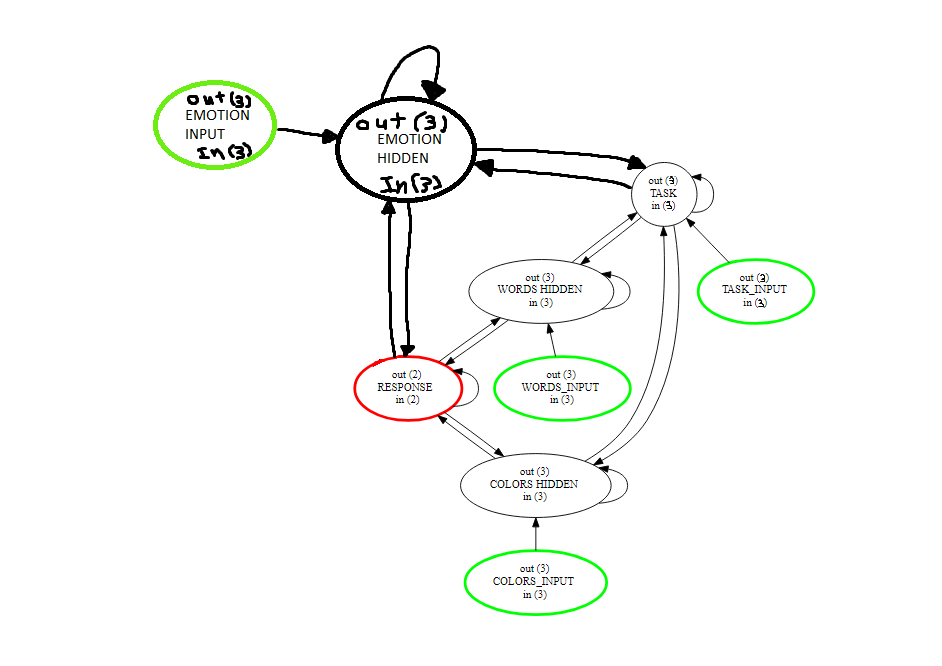 out (3)
EMOTION
INPUT
In (3)
out (3)
EMOTION
HIDDEN
In (3)
out (3)
TASK
in (3)
out (3)
WORDS HIDDEN
in (3)
out (3)
TASK_INPUT
in (3)
out (2)
RESPONSE
in (2)
out (3)
WORDS_INPUT
in (3)
out (3)
COLORS HIDDEN
in (3)
out (3)
COLORS_INPUT
in (3)